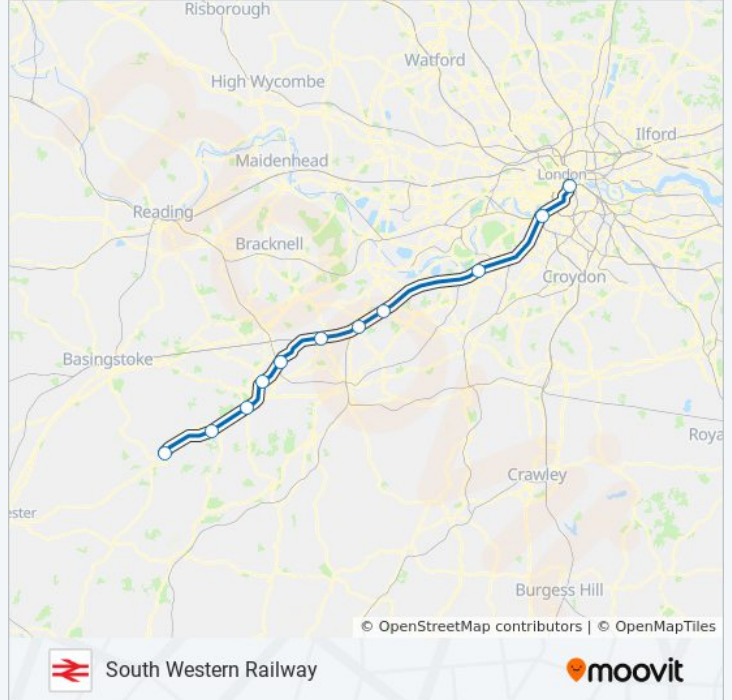 Risborough
Watford
High Wycombe
Ilford
Maidenhead
London
Reading
Bracknell
Croydon
Basingstoke
Roya
Crawley
ester
Burgess Hill
© OpenStreetMap contributors | © OpenMapTiles
South Western Railway
moovit